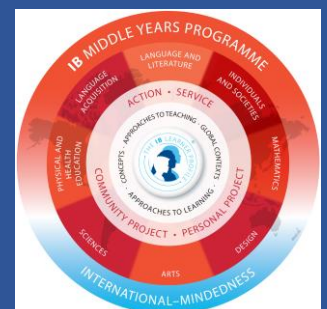 IB MIDDLE YEARS PROGRAMME
LANGUAGE AND
LITERATURE
LANGUAGE
ACQUISITION
INDIVIDUALS
AND SOCIETIES
PHYSICAL AND
HEALTH
EDUCATION
MATHEMATICS
SCIENCES
DESIGN
ARTS
ACTION • SERVICE
COMMUNITY PROJECT • PERSONAL PROJECT
APPROACHES TO TEACHING · GLOBAL CONTEXTS ·
APPROACHES TO LEARNING · CONCEPTS ·
THE IB LEARNER PROFILE
INTERNATIONAL–MINDEDNESS